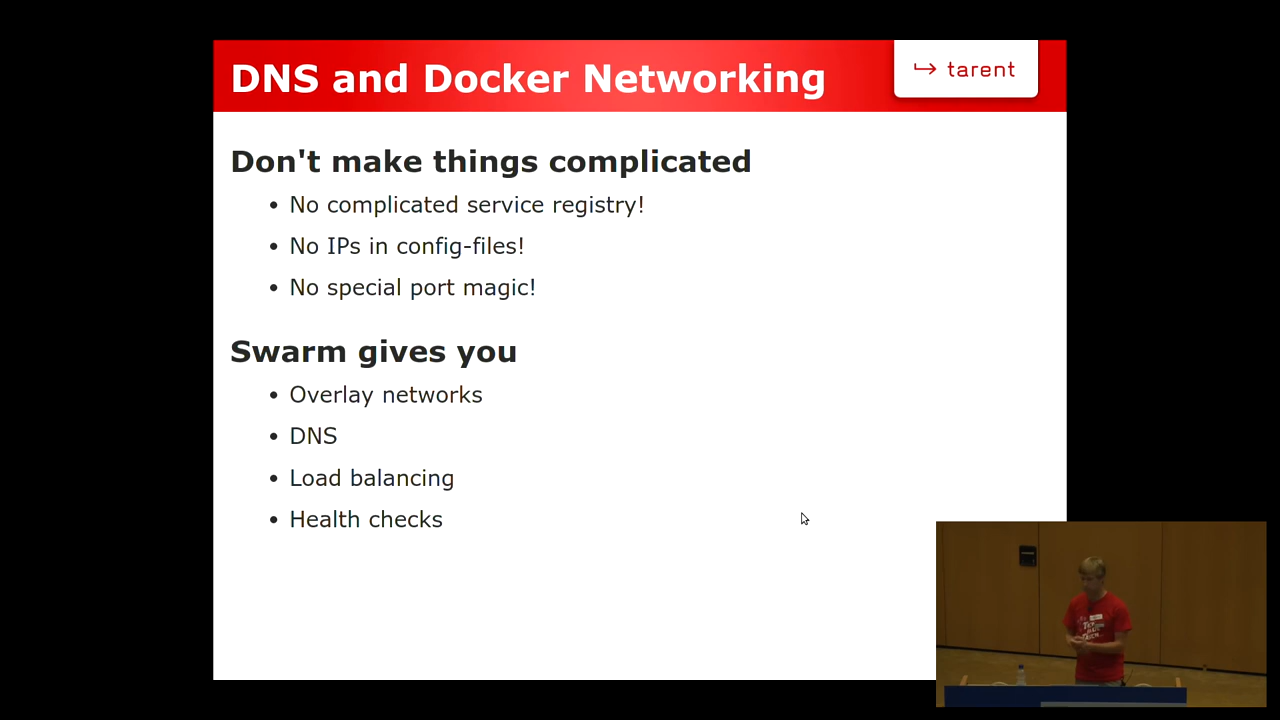 DNS and Docker Networking
↪ tarent
Don't make things complicated
• No complicated service registry!
• No IPs in config-files!
• No special port magic!
Swarm gives you
• Overlay networks
• DNS
• Load balancing
• Health checks